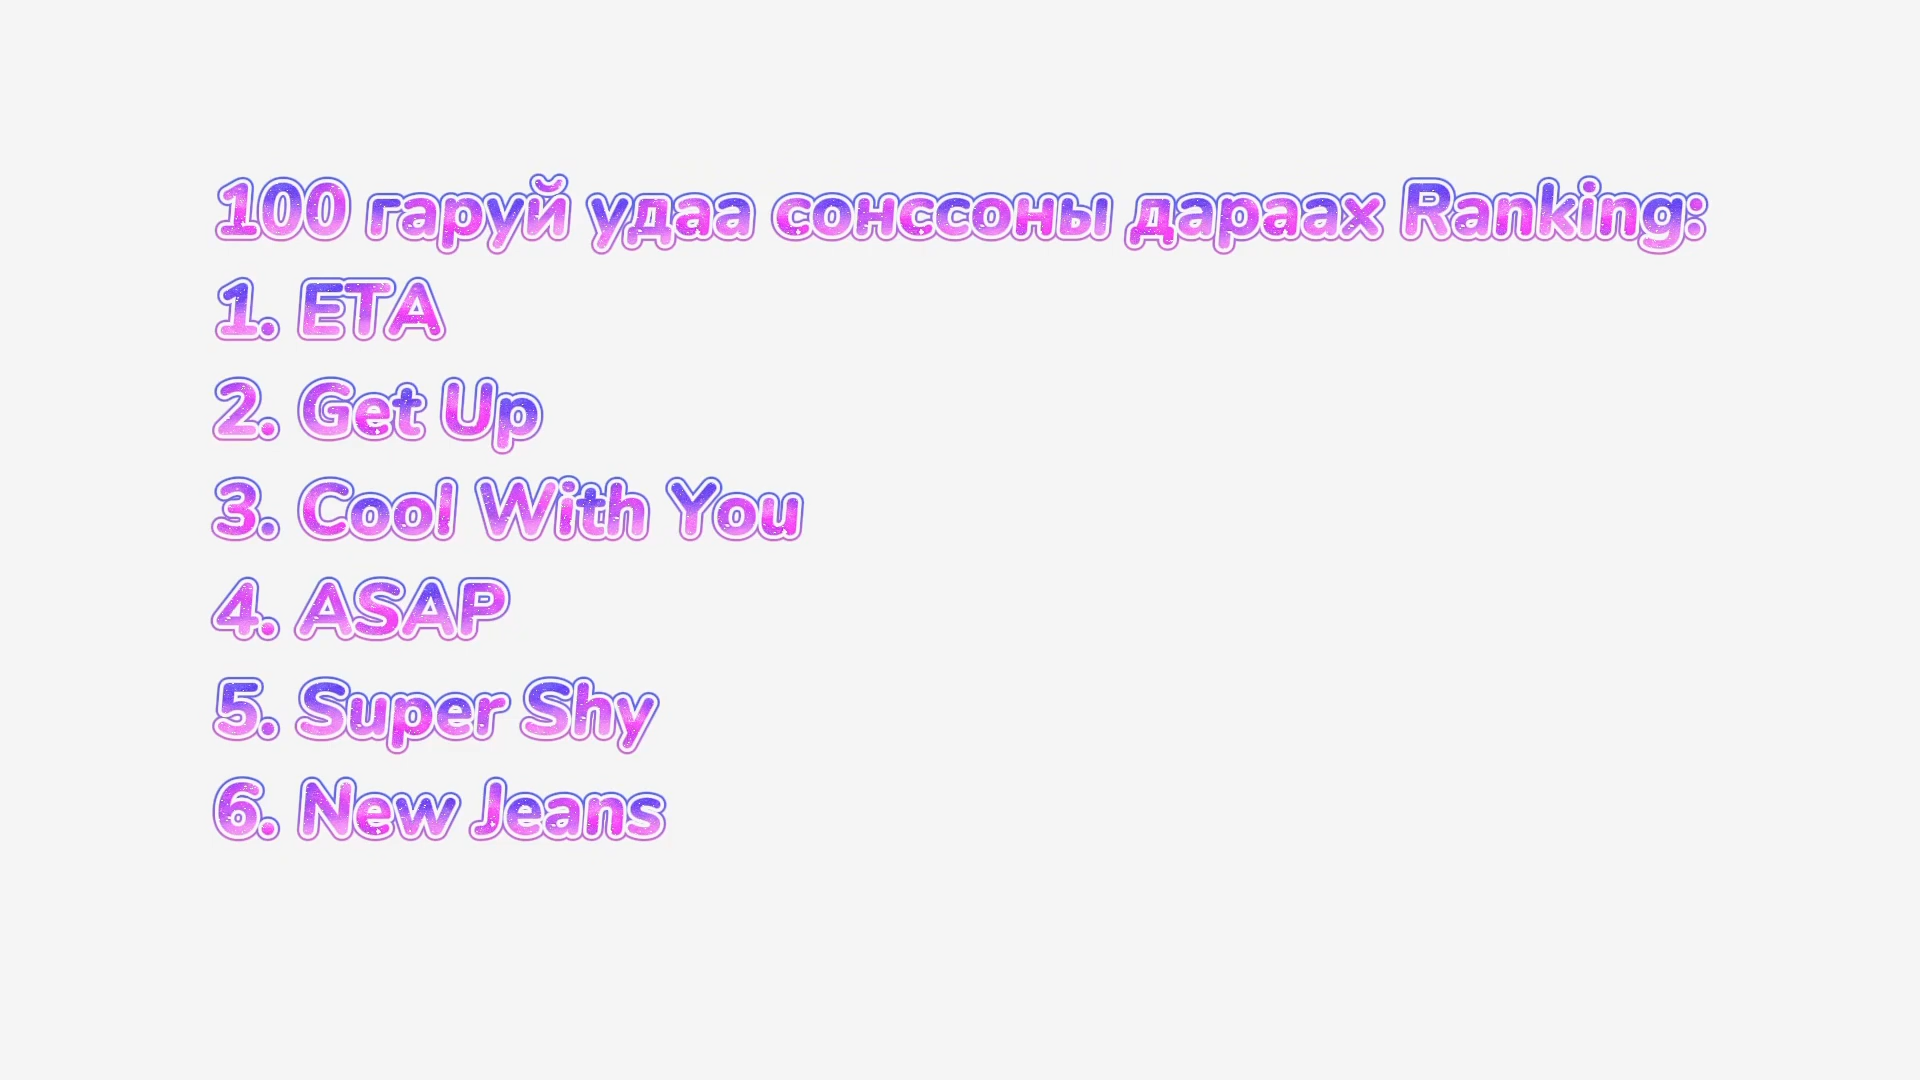 100 гаруй удаа сонссоны дараах Ranking:
1. ETA
2. Get Up
3. Cool With You
4. ASAP
5. Super Shy
6. New Jeans